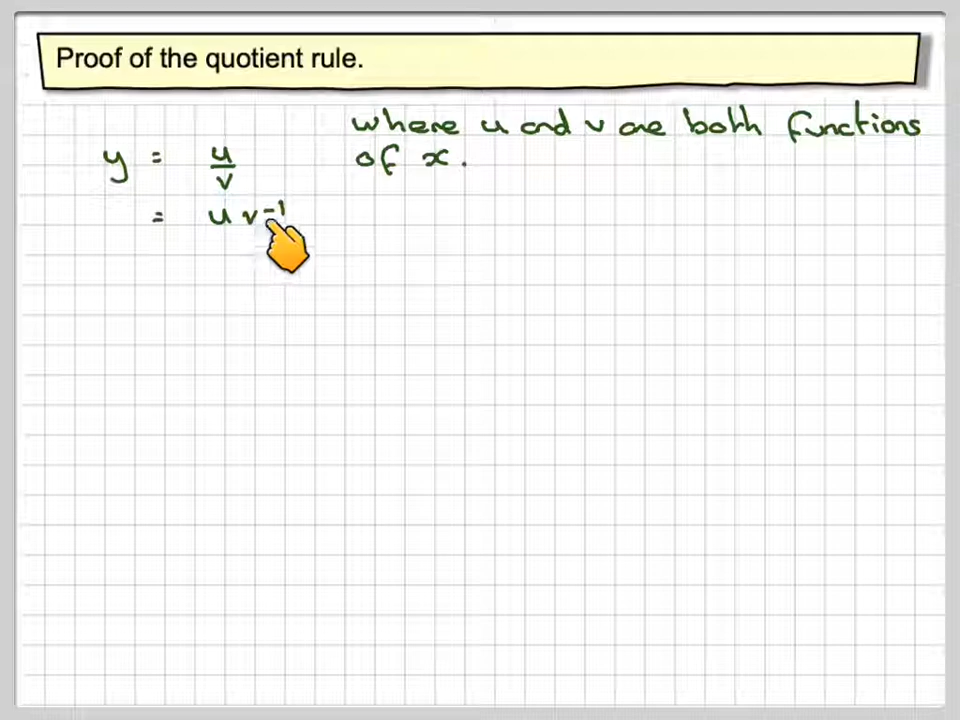 Proof of the quotient rule.
where u and v are both functions
y = u/v of x.
= u v⁻¹